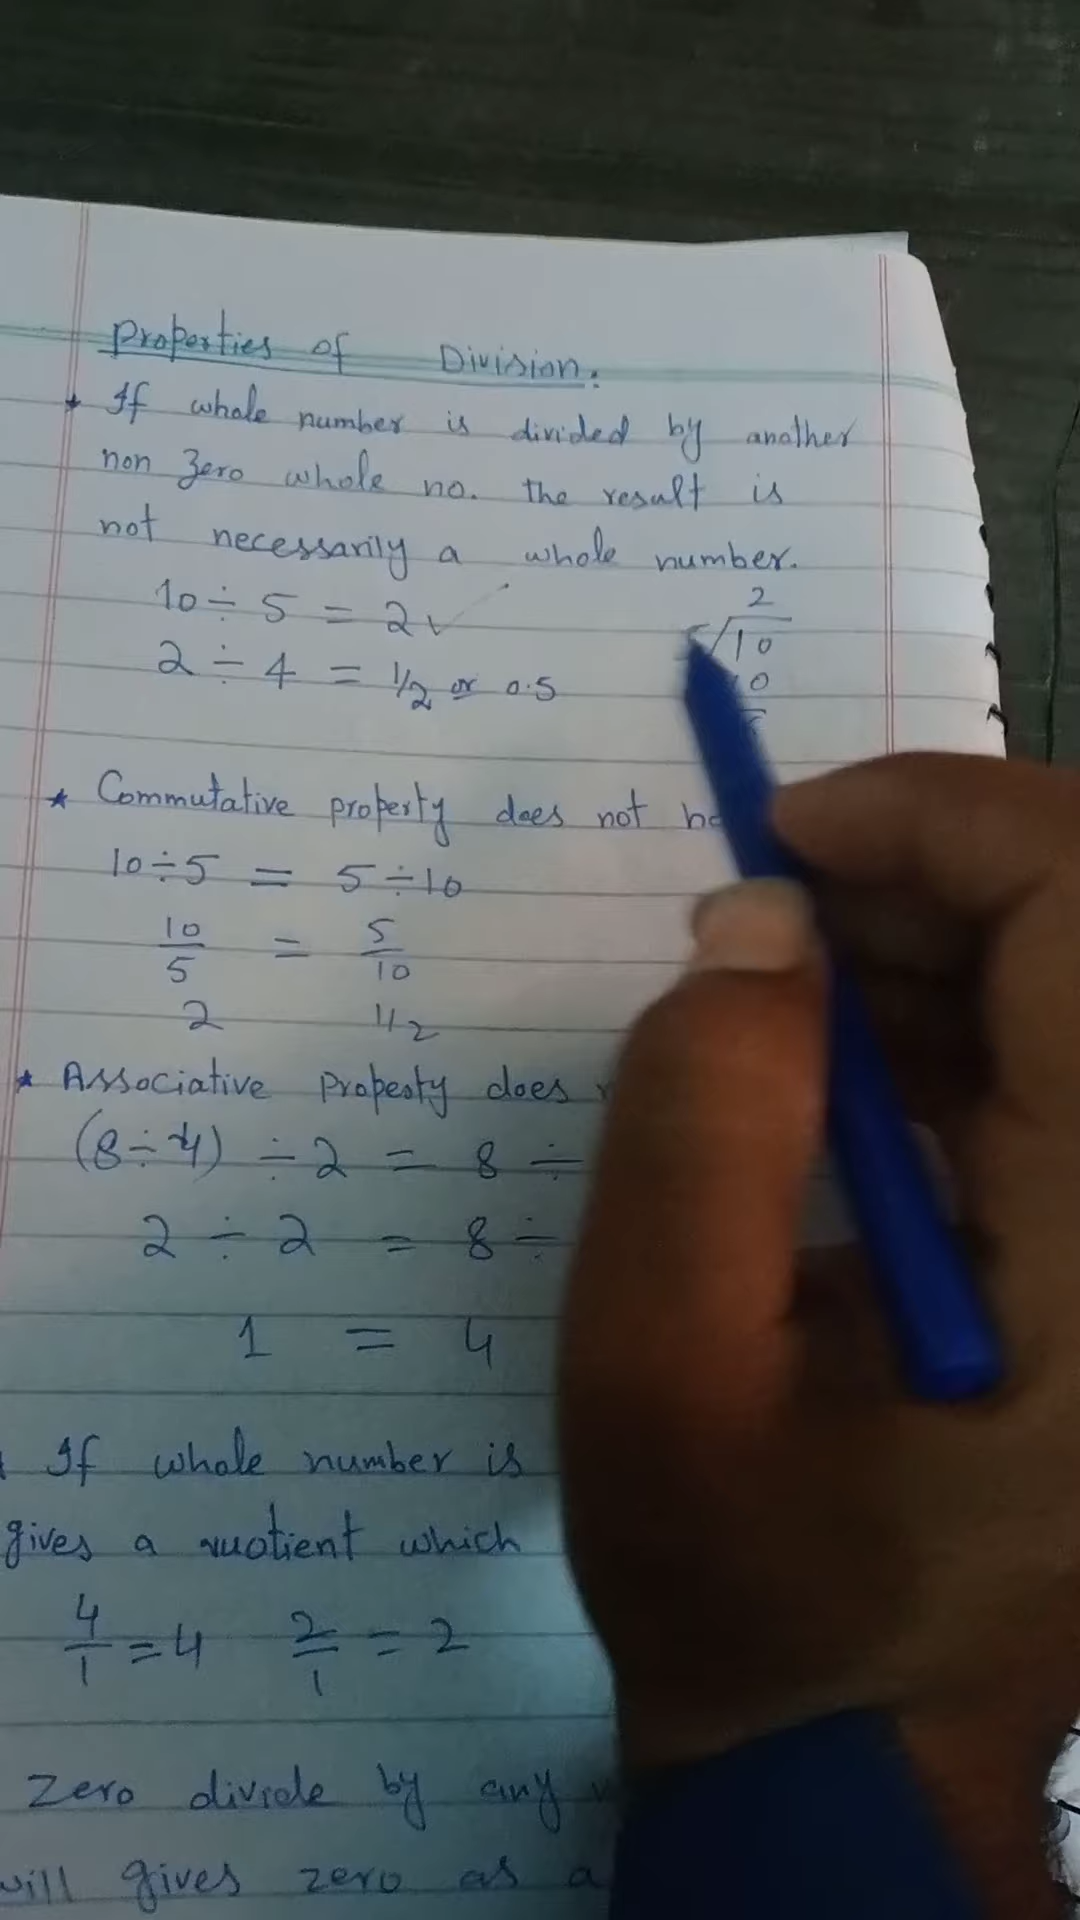 Properties of Division.
* If whole number is divided by another
non Zero whole no. the result is
not necessarily a whole number.
10 ÷ 5 = 2 ✓
2 ÷ 4 = 1/2 or 0.5
2
10
10
* Commutative property does not
10 ÷ 5 = 5 ÷ 10
10/5 = 5/10
2 1/2
* Associative Property does
(8 ÷ 4) ÷ 2 = 8 ÷
2 ÷ 2 = 8 ÷
1 = 4
If whole number is
gives a quotient which
4/1 = 4 2/1 = 2
Zero divide by any
will gives zero as a